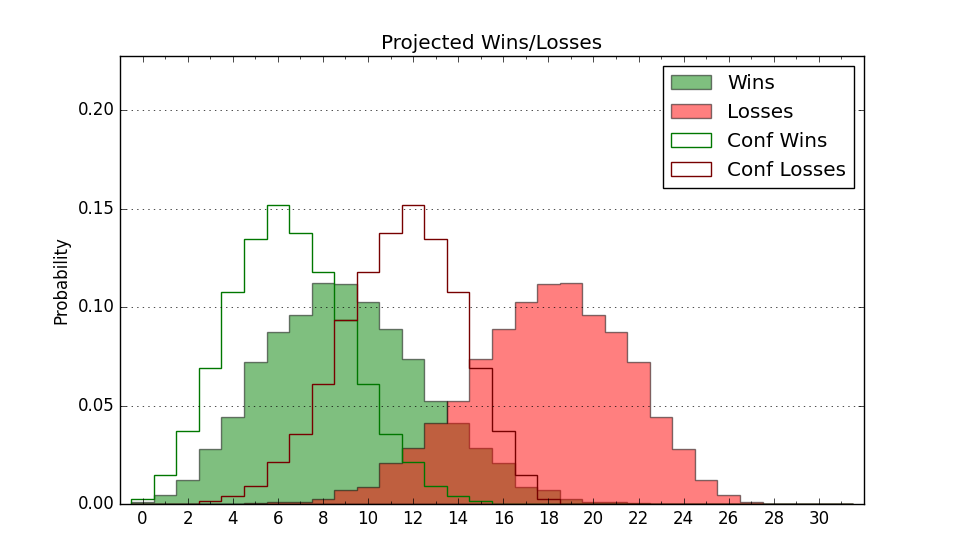 Projected Wins/Losses
Wins
Losses
Conf Wins
Conf Losses
Probability
0.20
0.15
0.10
0.05
0.00
0 2 4 6 8 10 12 14 16 18 20 22 24 26 28 30